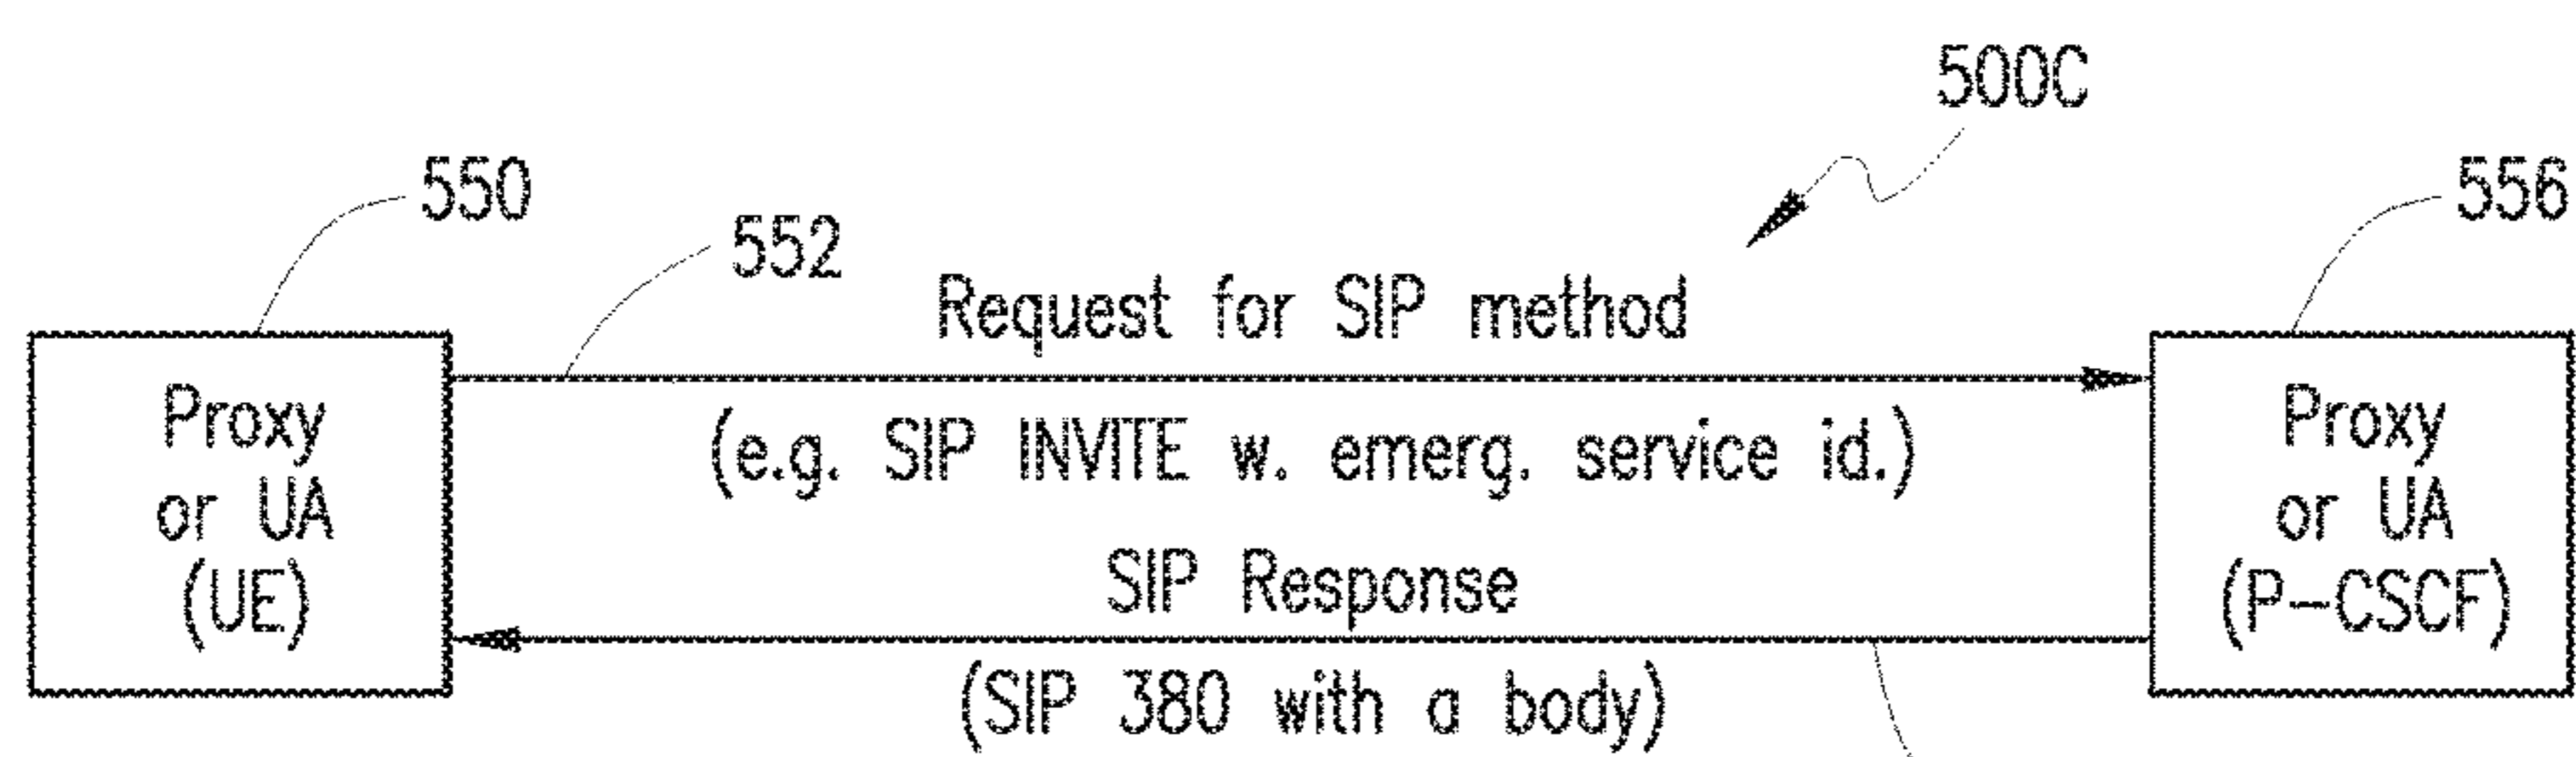 500C
550
552
556
Request for SIP method
(e.g. SIP INVITE w. emerg. service id.)
Proxy
or UA
(UE)
Proxy
or UA
(P-CSCF)
SIP Response
(SIP 380 with a body)